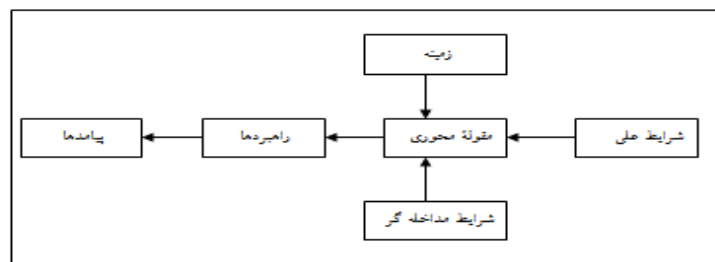 زمینه
شرایط علی
مقولهٔ محوری
راهبردها
پیامدها
شرایط مداخله گر